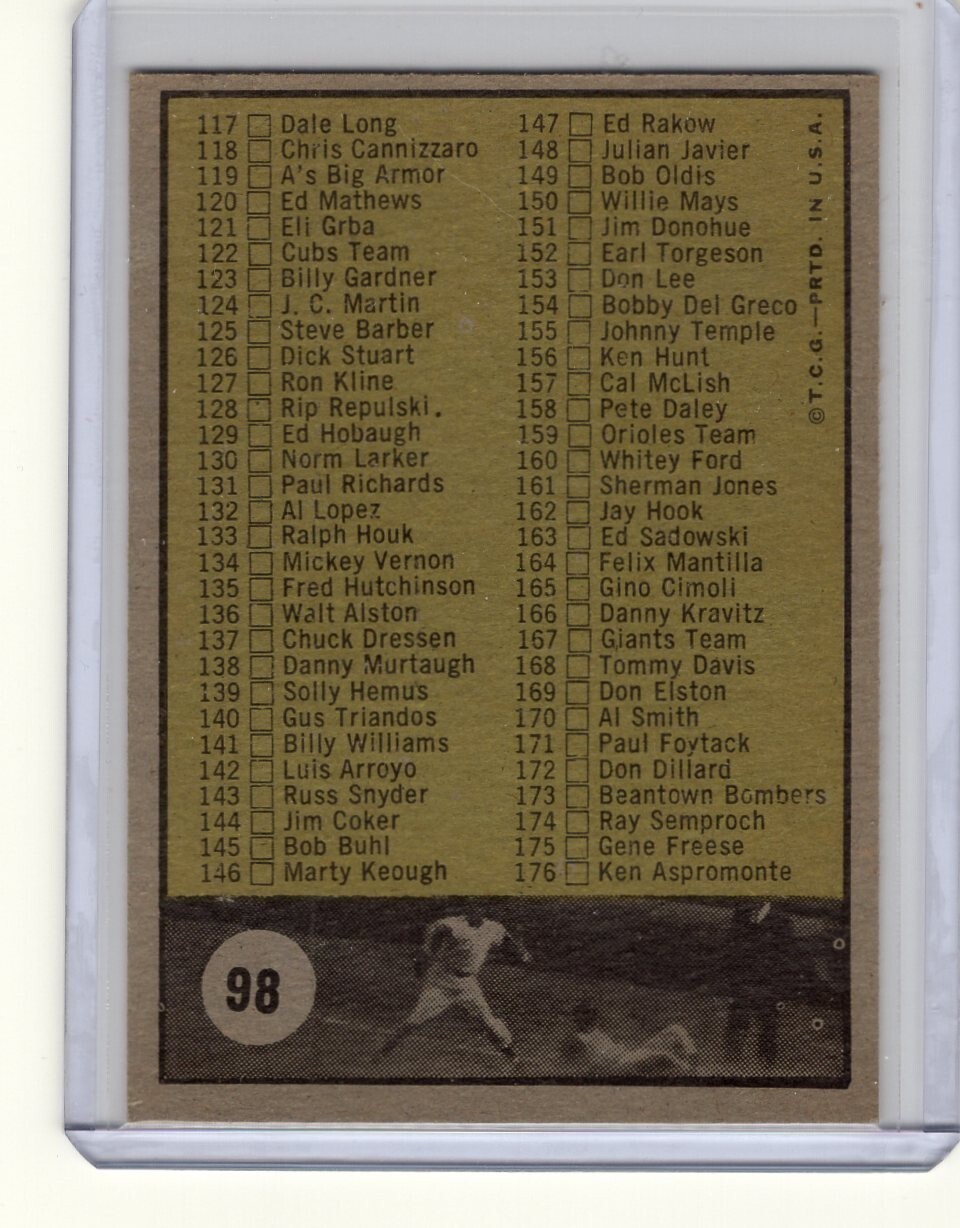 117 Dale Long
118 Chris Cannizzaro
119 A's Big Armor
120 Ed Mathews
121 Eli Grba
122 Cubs Team
123 Billy Gardner
124 J. C. Martin
125 Steve Barber
126 Dick Stuart
127 Ron Kline
128 Rip Repulski.
129 Ed Hobaugh
130 Norm Larker
131 Paul Richards
132 Al Lopez
133 Ralph Houk
134 Mickey Vernon
135 Fred Hutchinson
136 Walt Alston
137 Chuck Dressen
138 Danny Murtaugh
139 Solly Hemus
140 Gus Triandos
141 Billy Williams
142 Luis Arroyo
143 Russ Snyder
144 Jim Coker
145 Bob Buhl
146 Marty Keough
147 Ed Rakow
148 Julian Javier
149 Bob Oldis
150 Willie Mays
151 Jim Donohue
152 Earl Torgeson
153 Don Lee
154 Bobby Del Greco
155 Johnny Temple
156 Ken Hunt
157 Cal McLish
158 Pete Daley
159 Orioles Team
160 Whitey Ford
161 Sherman Jones
162 Jay Hook
163 Ed Sadowski
164 Felix Mantilla
165 Gino Cimoli
166 Danny Kravitz
167 Giants Team
168 Tommy Davis
169 Don Elston
170 Al Smith
171 Paul Foytack
172 Don Dillard
173 Beantown Bombers
174 Ray Semproch
175 Gene Freese
176 Ken Aspromonte
©T.C.G.—PRTD. IN U.S.A.
98